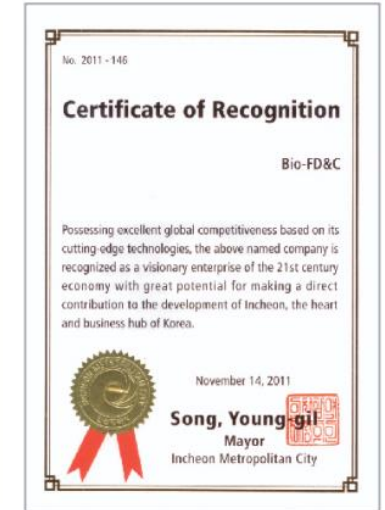 No. 2011 - 146
Certificate of Recognition
Bio-FD&C
Possessing excellent global competitiveness based on its
cutting-edge technologies, the above named company is
recognized as a visionary enterprise of the 21st century
economy with great potential for making a direct
contribution to the development of Incheon, the heart
and business hub of Korea.
November 14, 2011
Song, Young-gil
Mayor
Incheon Metropolitan City